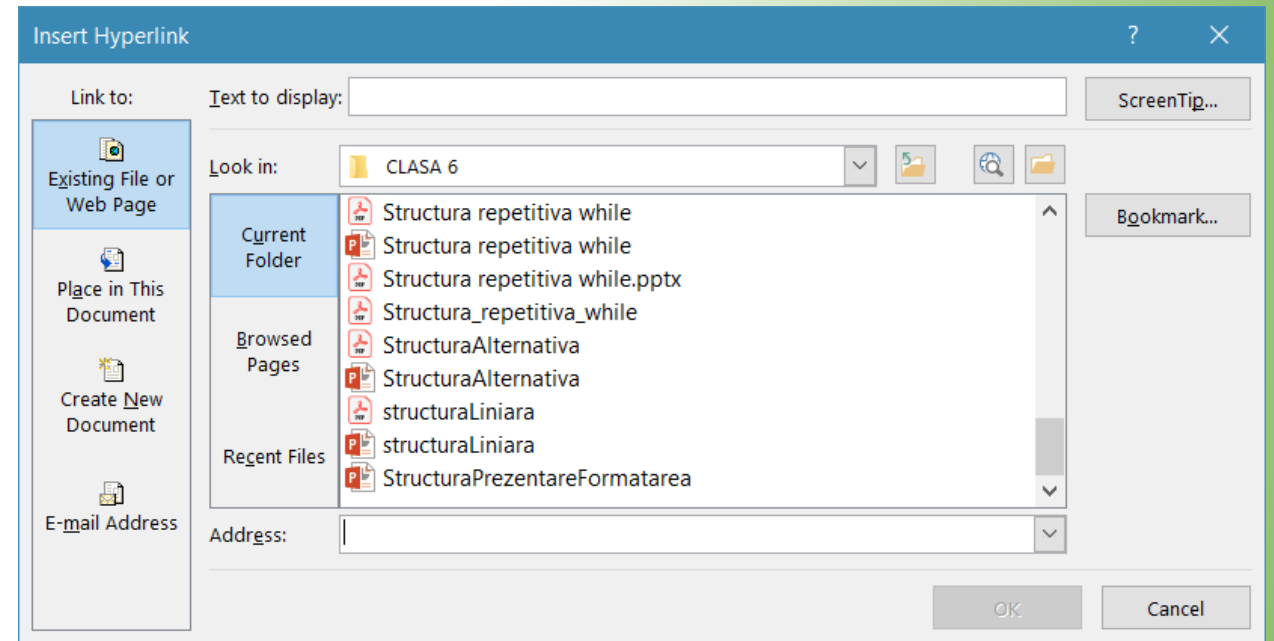 Insert Hyperlink
?
Link to:
Text to display:
ScreenTip...
Existing File or
Web Page
Place in This
Document
Create New
Document
E-mail Address
Look in:
CLASA 6
Current
Folder
Browsed
Pages
Recent Files
Structura repetitiva while
Structura repetitiva while
Structura repetitiva while.pptx
Structura_repetitiva_while
StructuraAlternativa
StructuraAlternativa
structuraLiniara
structuraLiniara
StructuraPrezentareFormatarea
Bookmark...
Address:
OK
Cancel